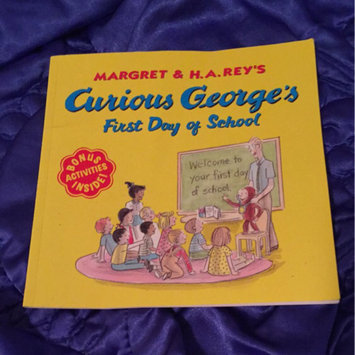 MARGRET & H.A.REY'S
Curious George's
First Day of School
BONUS
ACTIVITIES
INSIDE!
Welcome to
your first day
of school.